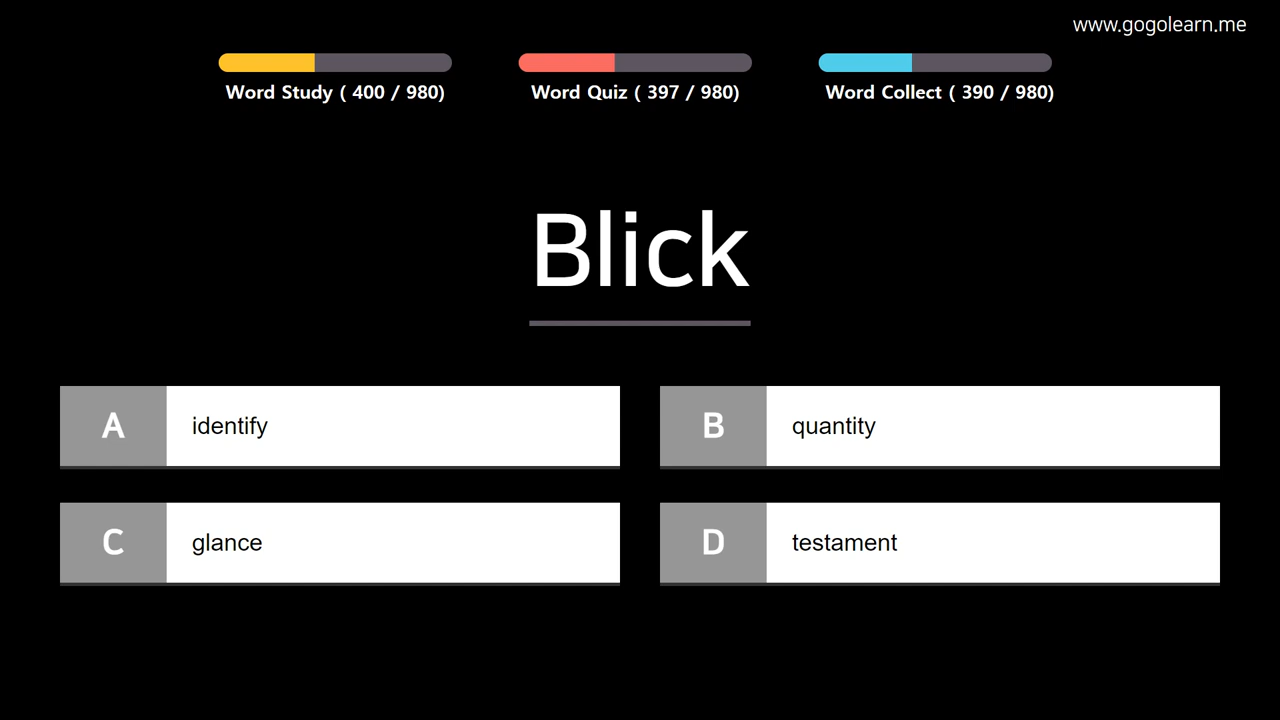 www.gogolearn.me
Word Study ( 400 / 980)
Word Quiz ( 397 / 980)
Word Collect ( 390 / 980)
Blick
A identify
B quantity
C glance
D testament